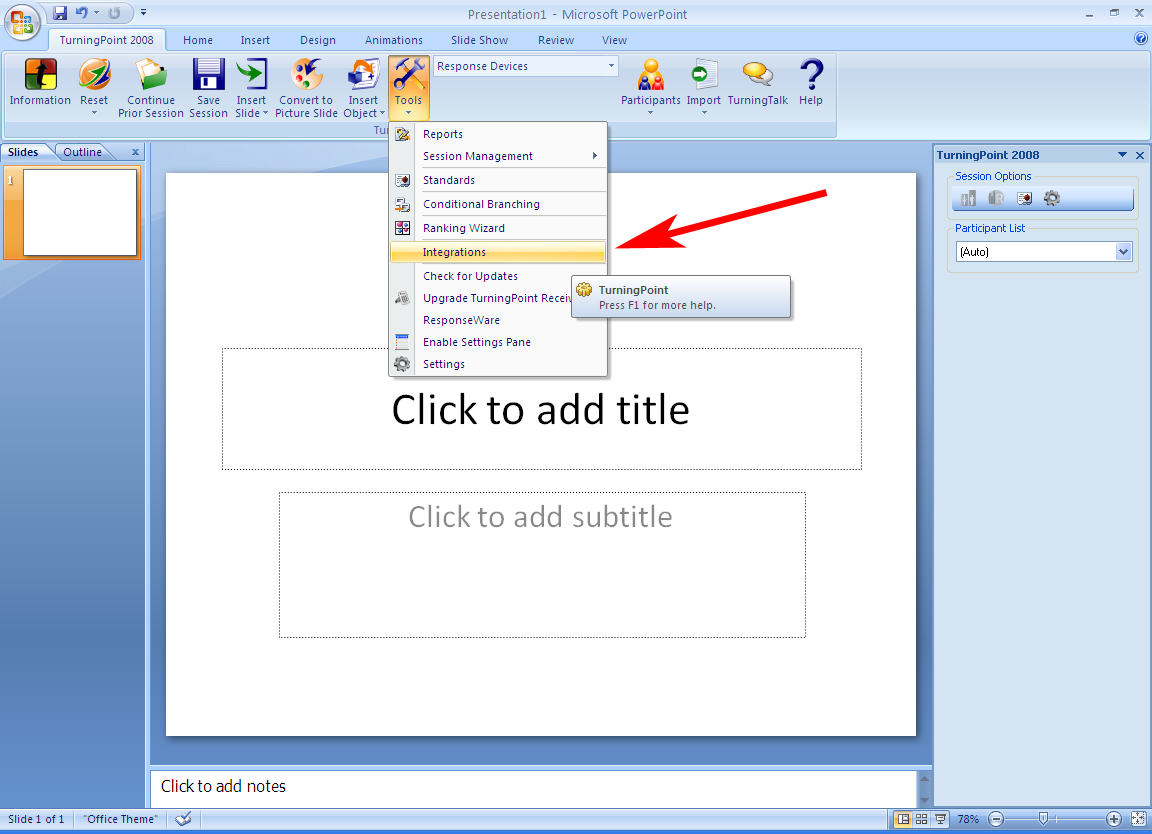 Presentation1 - Microsoft PowerPoint
TurningPoint 2008
Home
Insert
Design
Animations
Slide Show
Review
View
Information
Reset
Continue
Prior Session
Save
Session
Insert
Slide
Convert to
Picture Slide
Insert
Object
Tools
Response Devices
Participants
Import
TurningTalk
Help
Tu
Reports
Session Management
Standards
Conditional Branching
Ranking Wizard
Integrations
Check for Updates
Upgrade TurningPoint Recei
ResponseWare
Enable Settings Pane
Settings
TurningPoint
Press F1 for more help.
Slides
Outline
x
1
Click to add title
Click to add subtitle
Click to add notes
TurningPoint 2008
Session Options
Participant List
(Auto)
Slide 1 of 1
"Office Theme"
78%